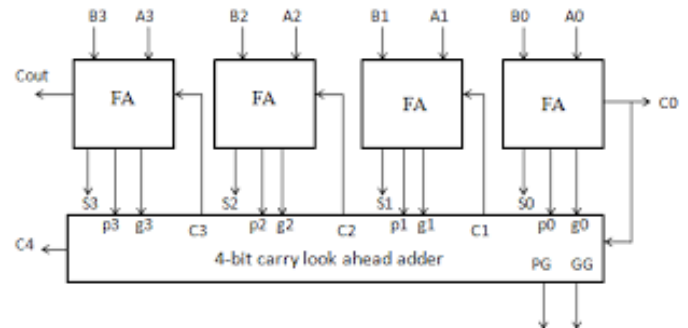 B3 A3 B2 A2 B1 A1 B0 A0
Cout FA FA FA FA C0
S3 S2 S1 S0
p3 g3 C3 p2 g2 C2 p1 g1 C1 p0 g0
C4 4-bit carry look ahead adder
PG GG